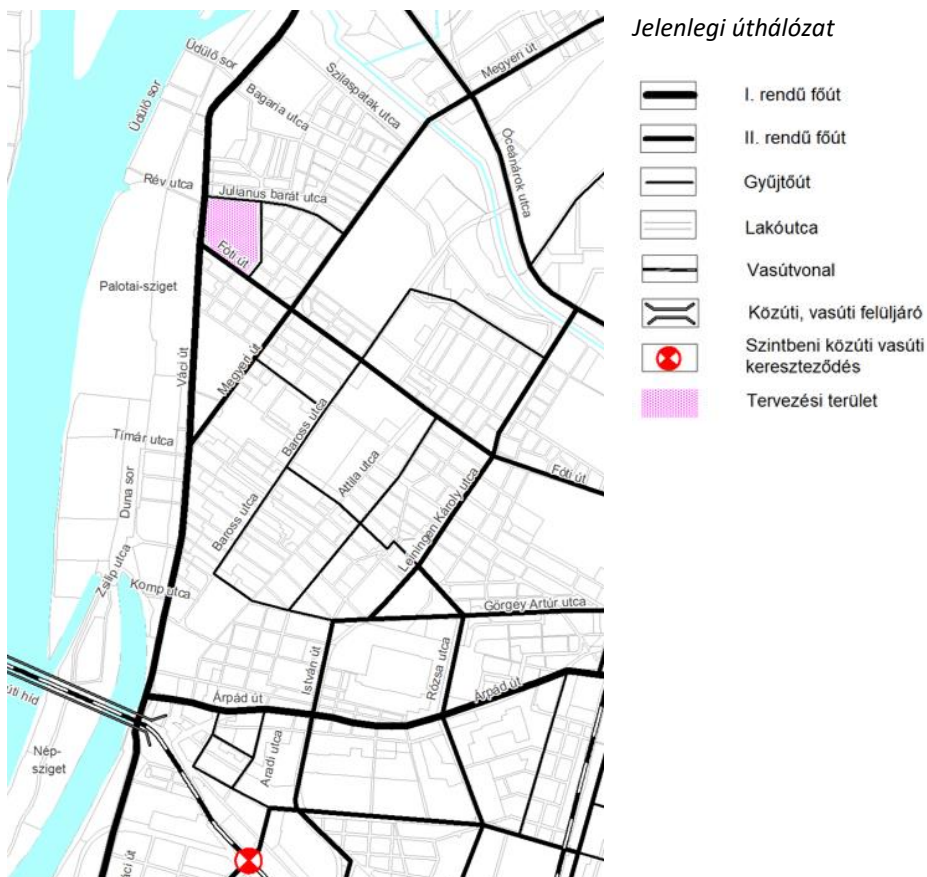 Jelenlegi úthálózat
I. rendű főút
II. rendű főút
Gyűjtőút
Lakóutca
Vasútvonal
Közúti, vasúti felüljáró
Szintbeni közúti vasúti
kereszteződés
Tervezési terület
Üdülő sor
Megyeri út
Szilaspatak utca
Bagaria utca
Üdülő sor
Óceánárok utca
Rév utca
Julianus barát utca
Fóti út
Palotai-sziget
Váci út
Megyeri út
Baross utca
Tímár utca
Attila utca
Fóti út
Duna sor
Leiningen Károly utca
Baross utca
Zsilip utca
Komp utca
Görgey Artúr utca
István út
Rózsa utca
Árpád út
Árpád út
úti híd
Aradi utca
Nép-
sziget
Váci út